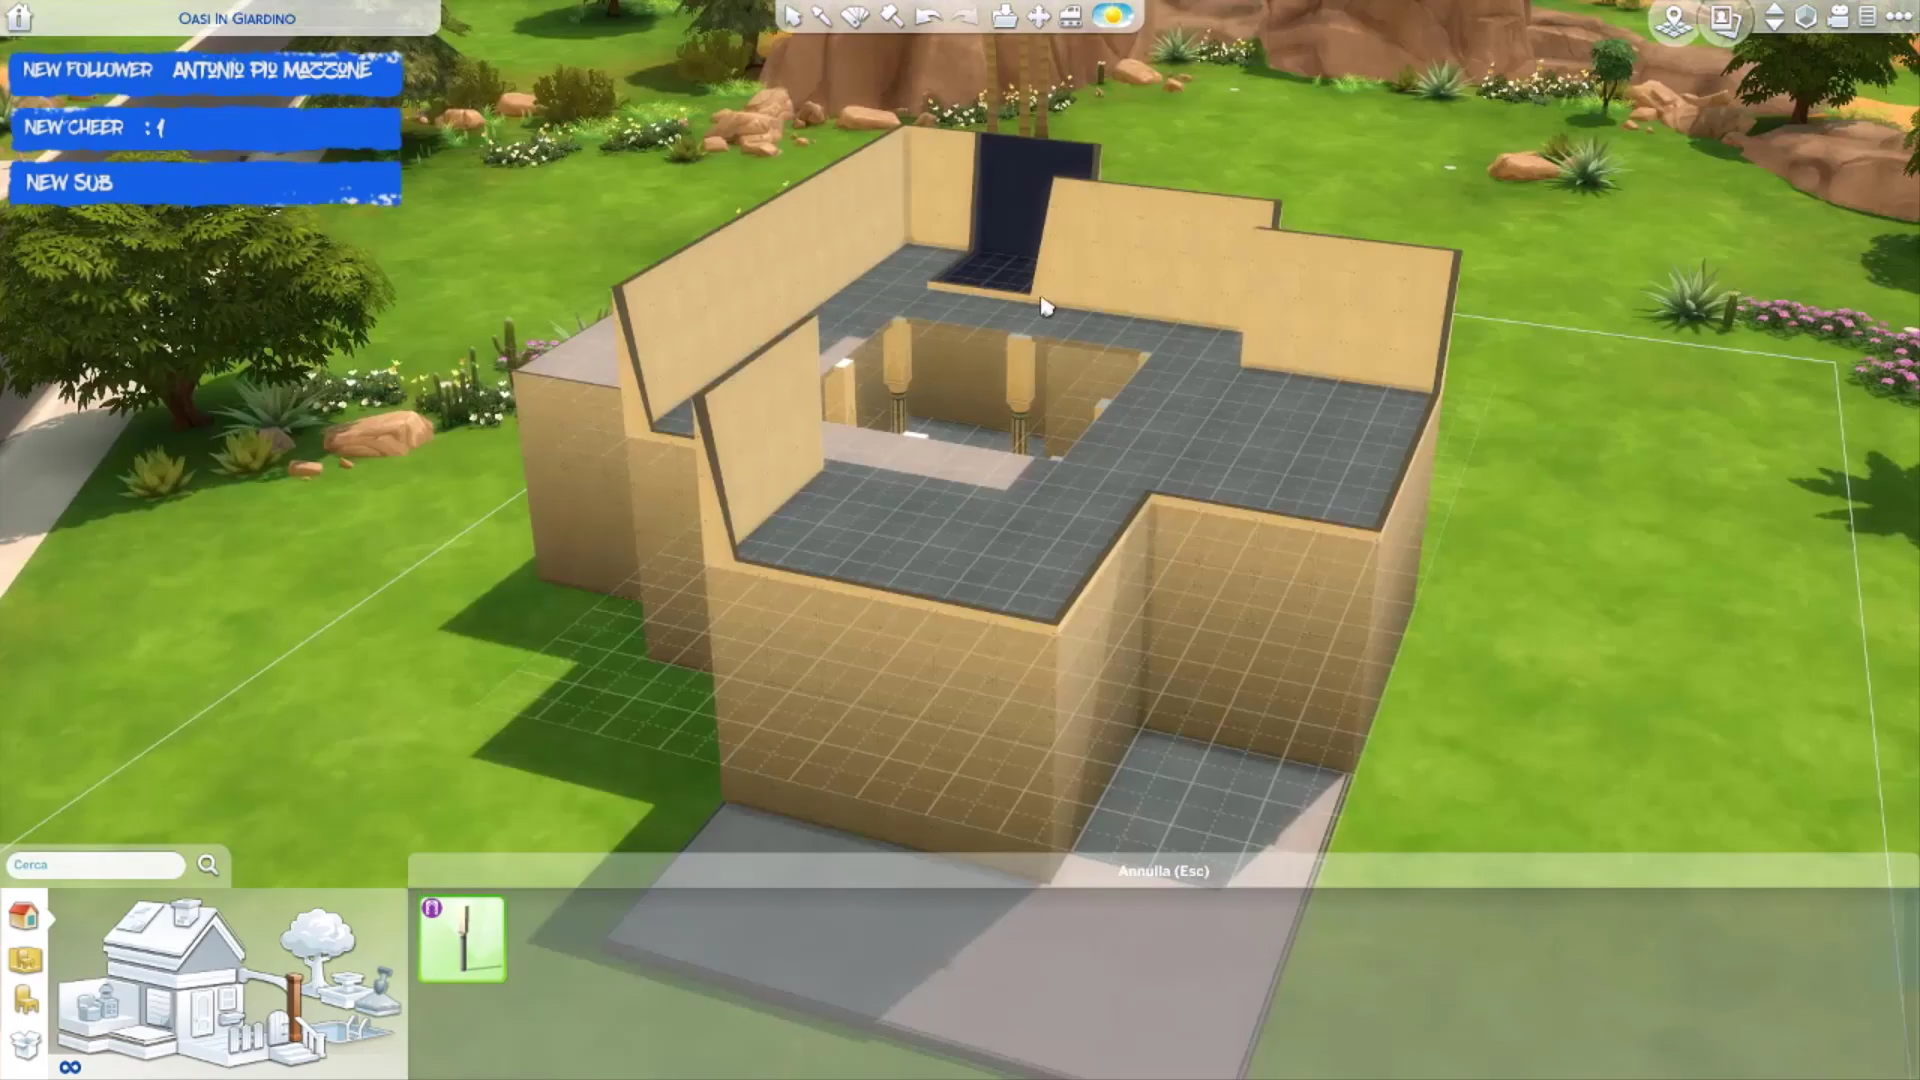 Oasi In Giardino
NEW FOLLOWER ANTONIO PIO MAZZONE
NEW CHEER : 1
NEW SUB
Annulla (Esc)
Cerca